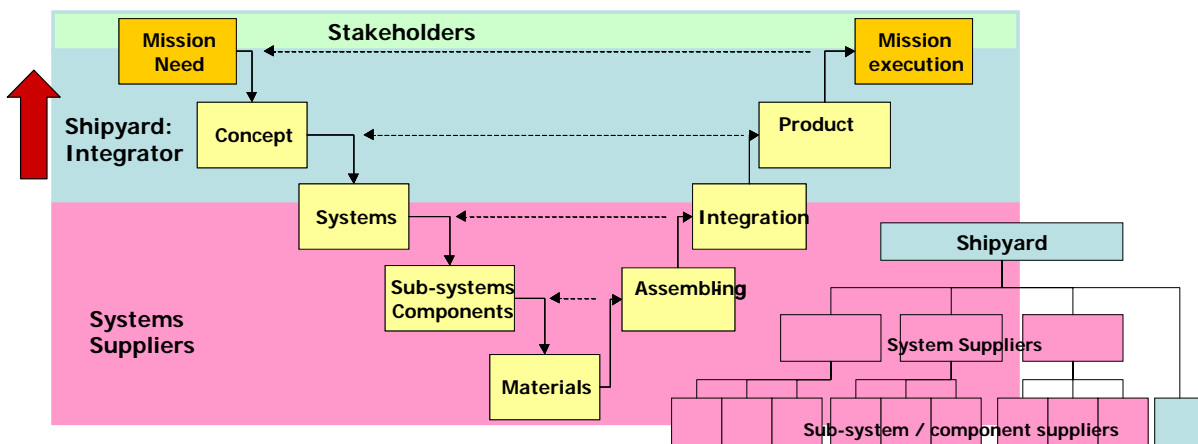 Stakeholders
Mission
Need
Mission
execution
Shipyard:
Integrator
Concept
Product
Systems
Integration
Shipyard
Sub-systems
Components
Assembling
Systems
Suppliers
System Suppliers
Materials
Sub-system / component suppliers